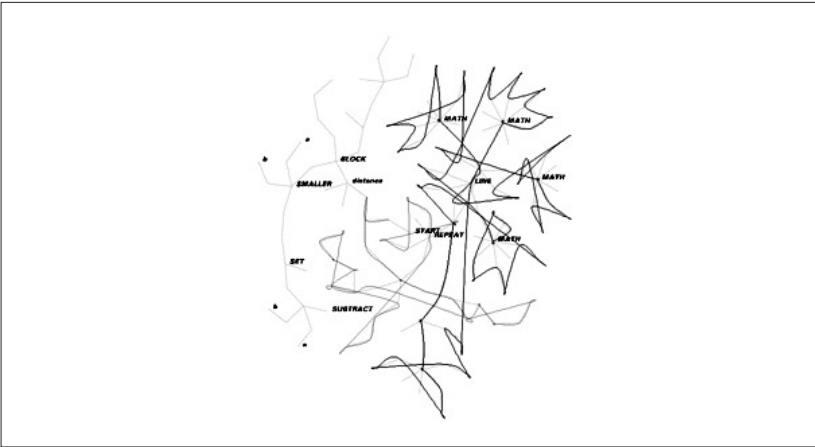 MATH
MATH
a
b
BLOCK
MATH
SMALLER
distance
LINE
START
REPEAT
MATH
SET
b
SUBTRACT
a